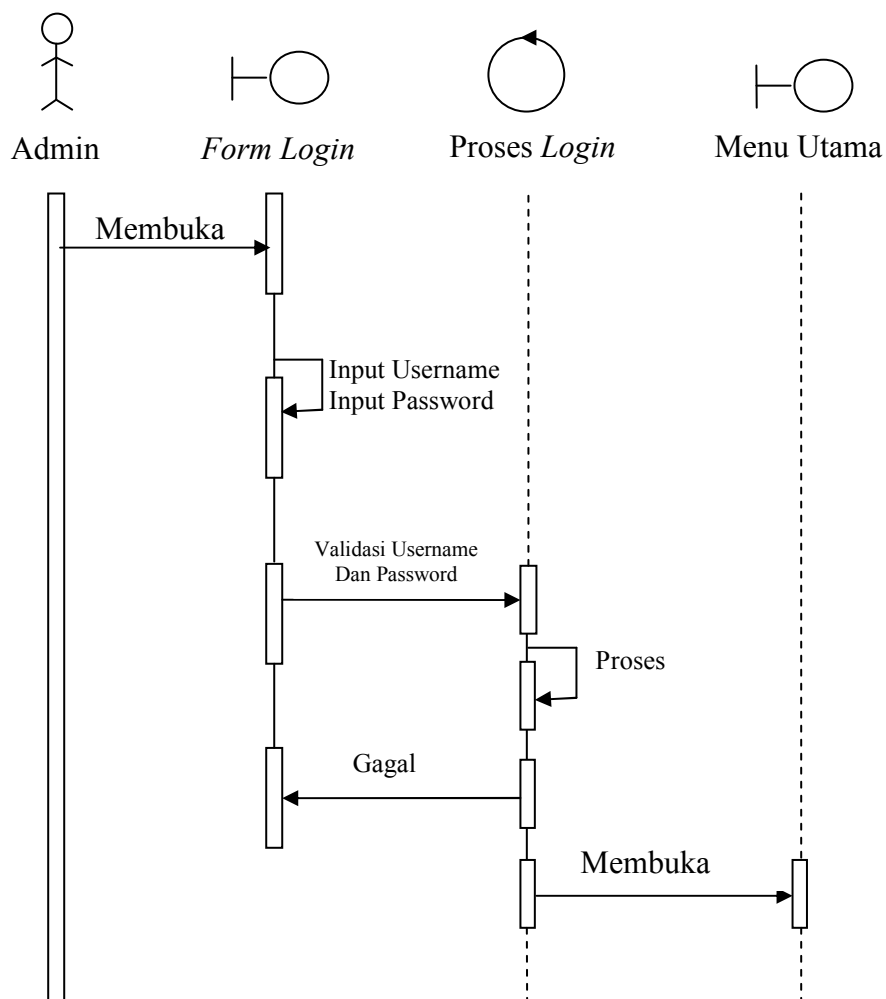 Admin
Form Login
Proses Login
Menu Utama
Membuka
Input Username
Input Password
Validasi Username
Dan Password
Proses
Gagal
Membuka